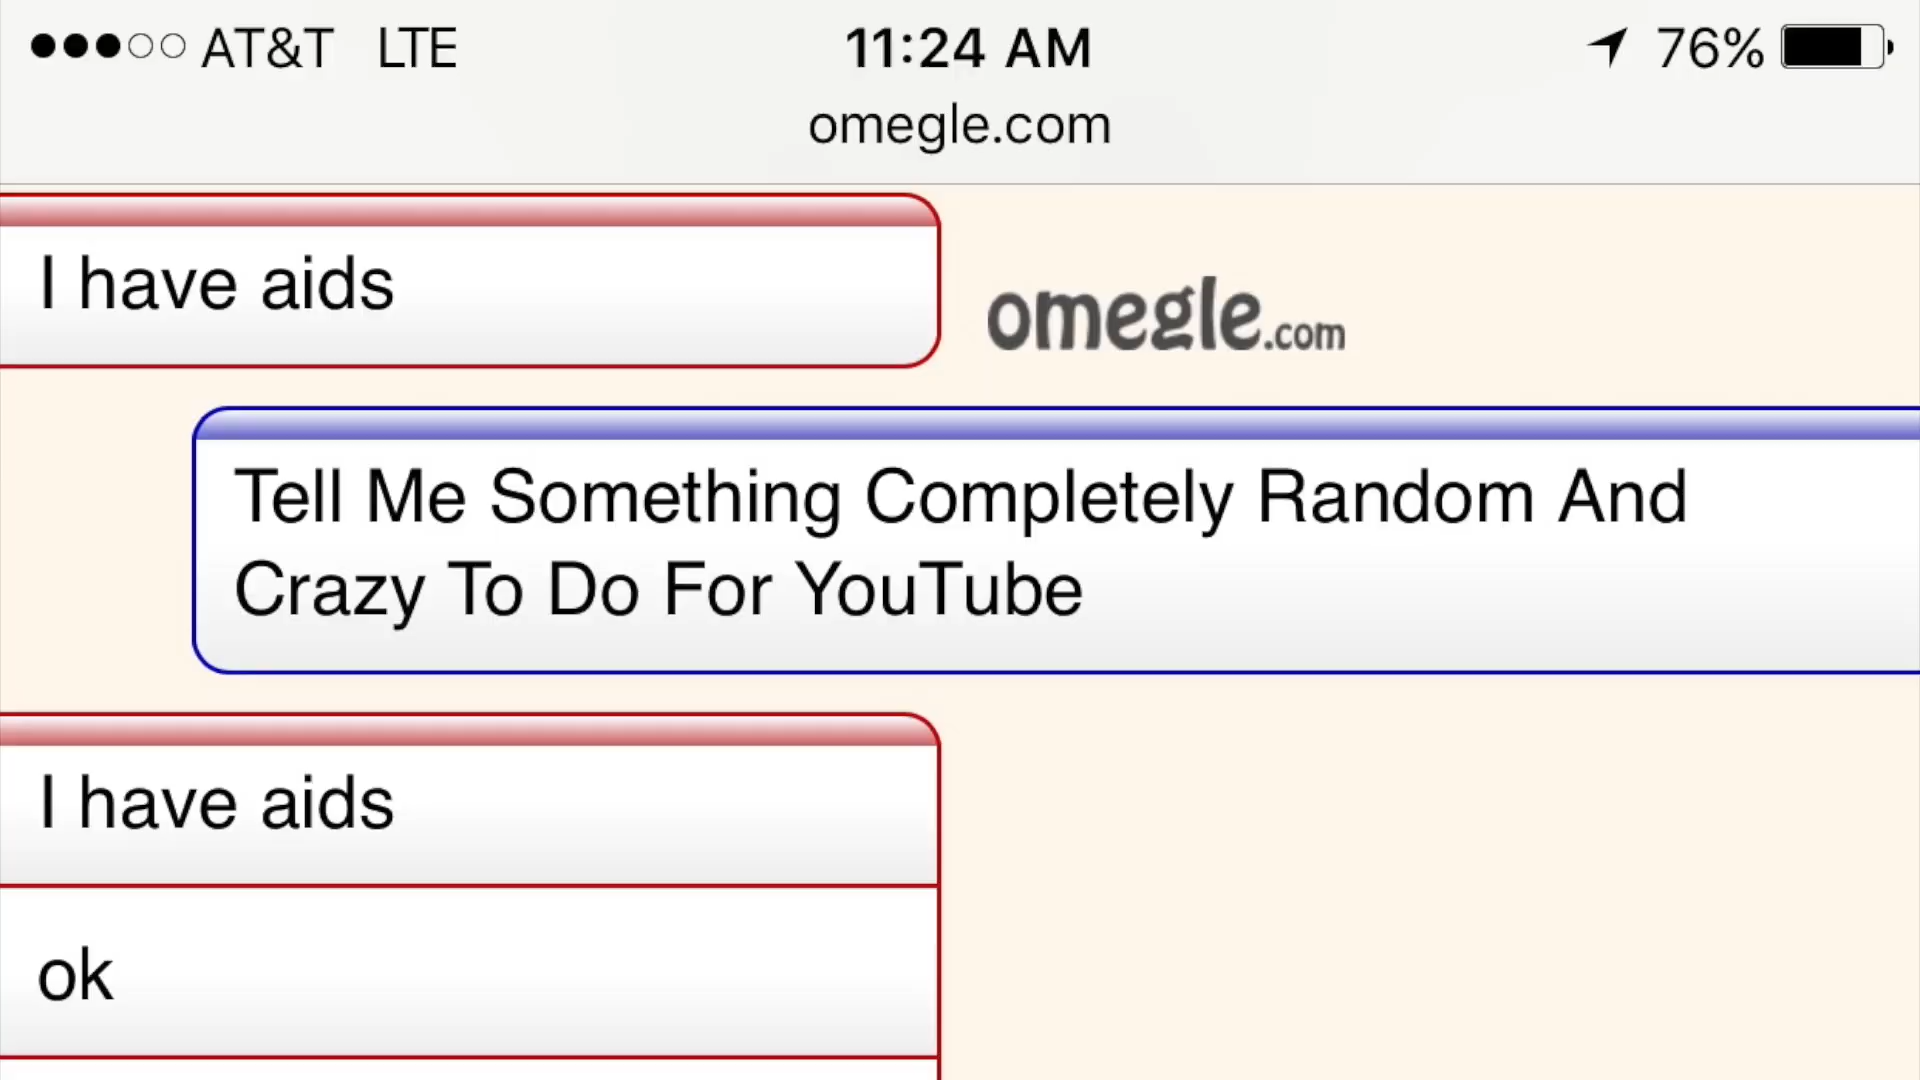 AT&T LTE 11:24 AM 76%
omegle.com
I have aids
omegle.com
Tell Me Something Completely Random And
Crazy To Do For YouTube
I have aids
ok